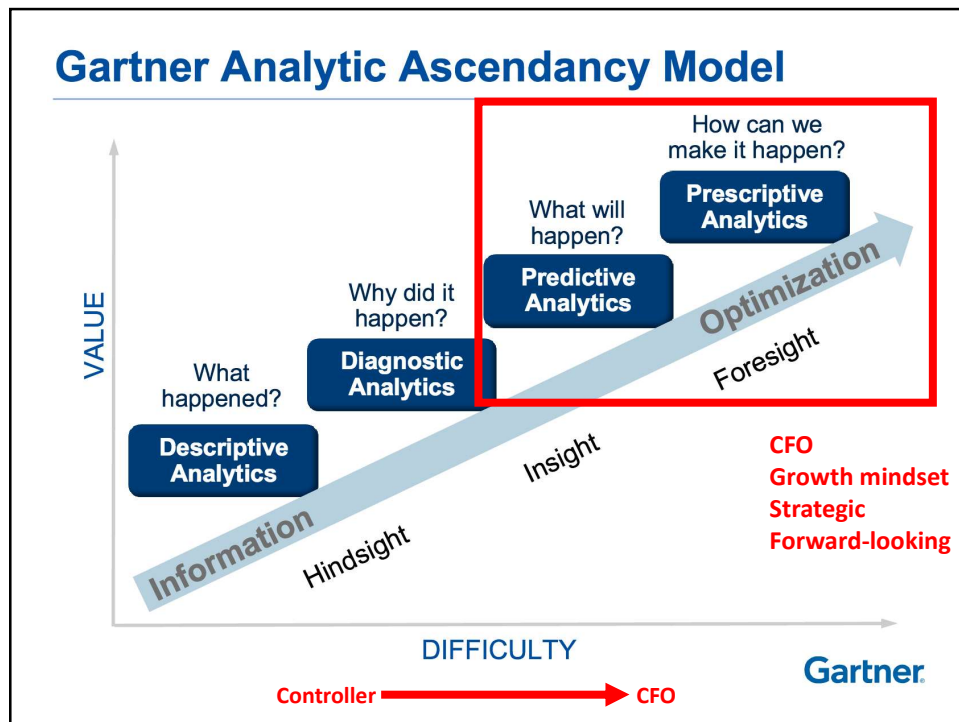 Gartner Analytic Ascendancy Model
VALUE
What
happened?
Descriptive
Analytics
Why did it
happen?
Diagnostic
Analytics
What will
happen?
Predictive
Analytics
How can we
make it happen?
Prescriptive
Analytics
Information
Optimization
Hindsight
Insight
Foresight
CFO
Growth mindset
Strategic
Forward-looking
DIFFICULTY
Controller
CFO
Gartner.